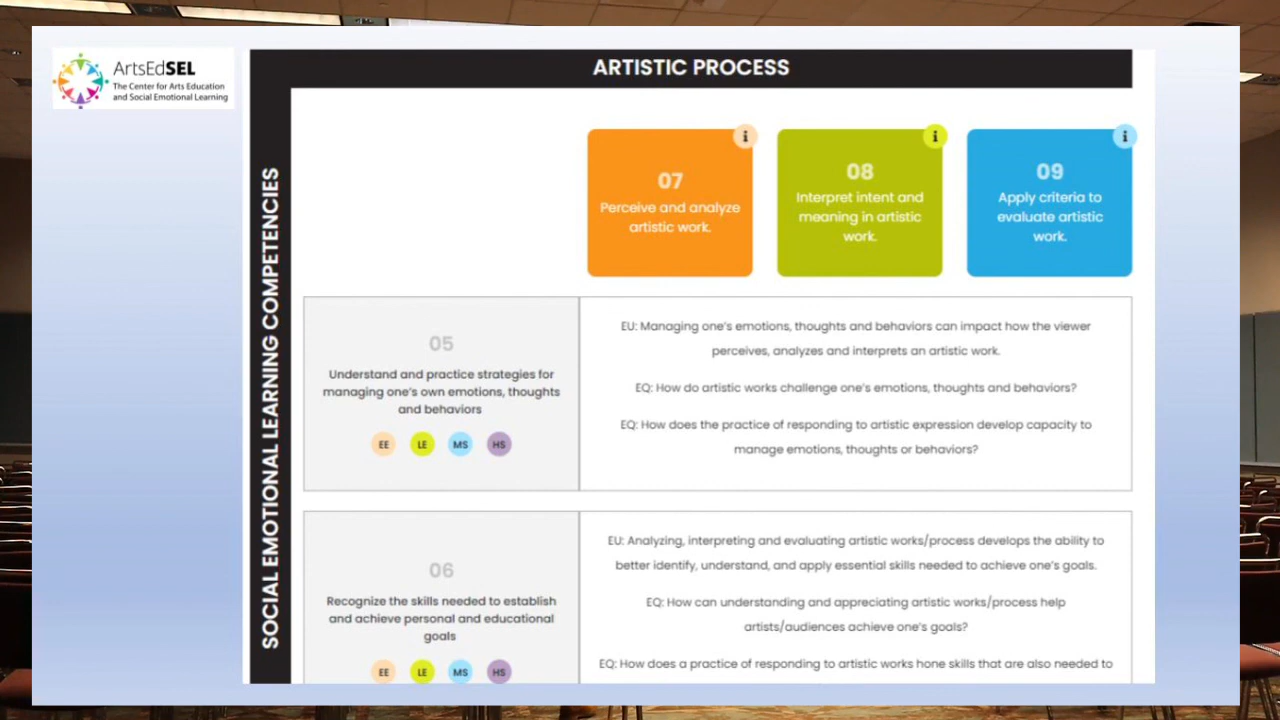 ArtsEdSEL
The Center for Arts Education
and Social Emotional Learning
ARTISTIC PROCESS
SOCIAL EMOTIONAL LEARNING COMPETENCIES
i
07
Perceive and analyze
artistic work.
i
08
Interpret intent and
meaning in artistic
work.
i
09
Apply criteria to
evaluate artistic
work.
05
Understand and practice strategies for
managing one's own emotions, thoughts
and behaviors
EE LE MS HS
EU: Managing one's emotions, thoughts and behaviors can impact how the viewer
perceives, analyzes and interprets an artistic work.
EQ: How do artistic works challenge one's emotions, thoughts and behaviors?
EQ: How does the practice of responding to artistic expression develop capacity to
manage emotions, thoughts or behaviors?
06
Recognize the skills needed to establish
and achieve personal and educational
goals
EE LE MS HS
EU: Analyzing, interpreting and evaluating artistic works/process develops the ability to
better identify, understand, and apply essential skills needed to achieve one's goals.
EQ: How can understanding and appreciating artistic works/process help
artists/audiences achieve one's goals?
EQ: How does a practice of responding to artistic works hone skills that are also needed to